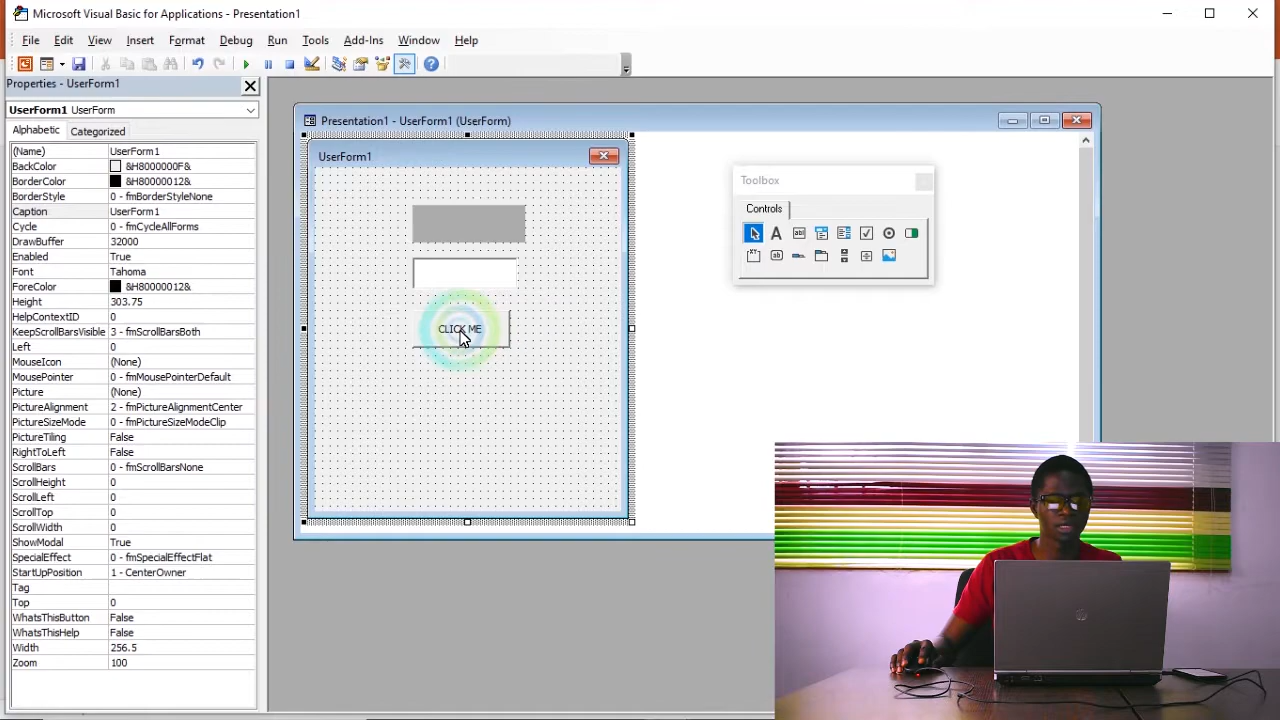 Microsoft Visual Basic for Applications - Presentation1
File Edit View Insert Format Debug Run Tools Add-Ins Window Help
Properties - UserForm1
UserForm1 UserForm
Alphabetic Categorized
(Name) UserForm1
BackColor &H8000000F&
BorderColor &H80000012&
BorderStyle 0 - fmBorderStyleNone
Caption UserForm1
Cycle 0 - fmCycleAllForms
DrawBuffer 32000
Enabled True
Font Tahoma
ForeColor &H80000012&
Height 303.75
HelpContextID 0
KeepScrollBarsVisible 3 - fmScrollBarsBoth
Left 0
MouseIcon (None)
MousePointer 0 - fmMousePointerDefault
Picture (None)
PictureAlignment 2 - fmPictureAlignmentCenter
PictureSizeMode 0 - fmPictureSizeModeClip
PictureTiling False
RightToLeft False
ScrollBars 0 - fmScrollBarsNone
ScrollHeight 0
ScrollLeft 0
ScrollTop 0
ScrollWidth 0
ShowModal True
SpecialEffect 0 - fmSpecialEffectFlat
StartUpPosition 1 - CenterOwner
Tag
Top 0
WhatsThisButton False
WhatsThisHelp False
Width 256.5
Zoom 100
Presentation1 - UserForm1 (UserForm)
UserForm1
CLICK ME
Toolbox
Controls